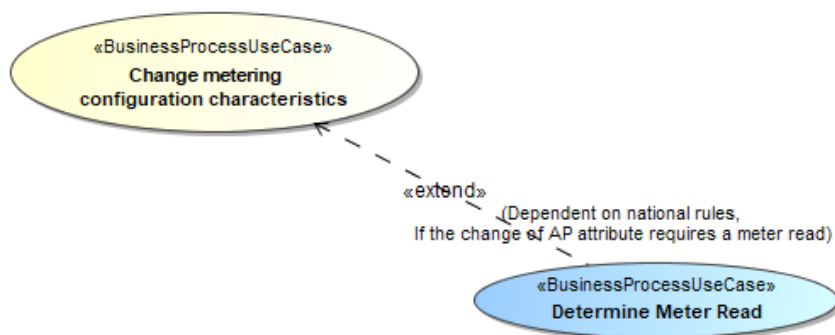 «BusinessProcessUseCase»
Change metering
configuration characteristics
«extend»
(Dependent on national rules,
If the change of AP attribute requires a meter read)
«BusinessProcessUseCase»
Determine Meter Read